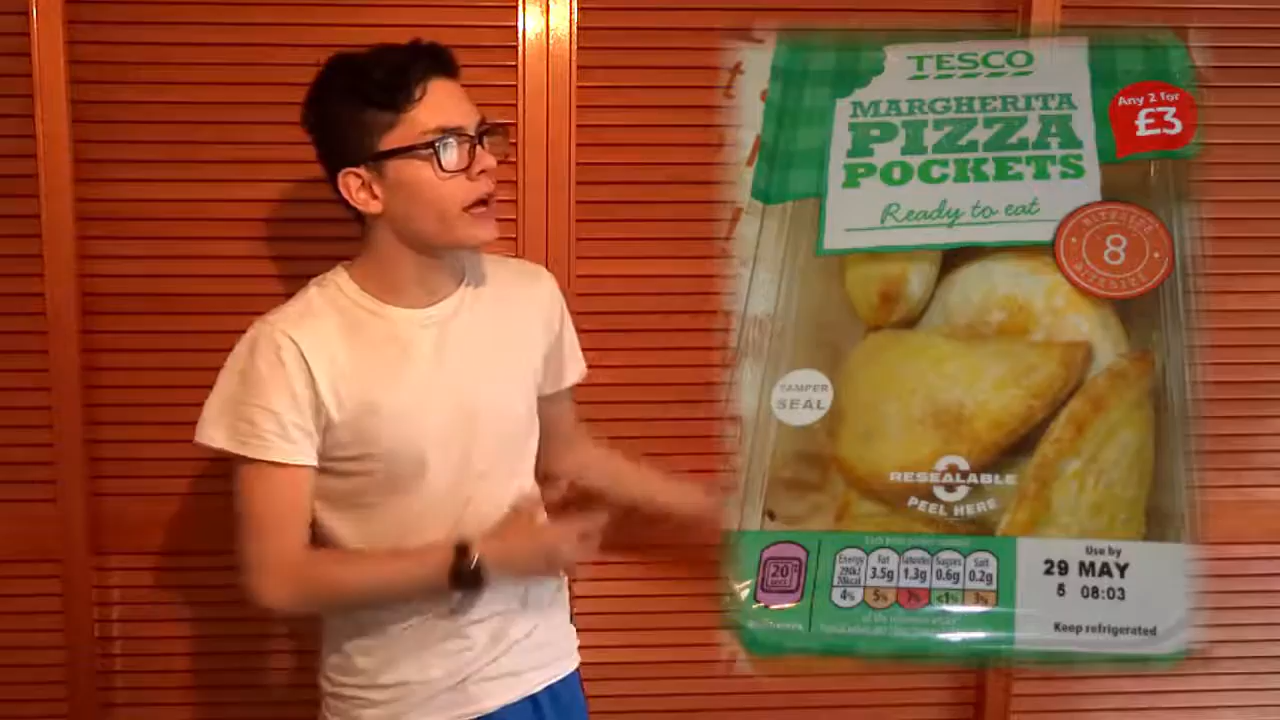 TESCO
MARGHERITA
PIZZA
POCKETS
Ready to eat
Any 2 for
£3
8
TAMPER
SEAL
RESEALABLE
PEEL HERE
Energy Fat Saturates Sugars Salt
290kJ
70kcal 3.5g 1.3g 0.6g 0.2g
4% 5% 7% <1% 3%
20
Use by
29 MAY
08:03
Keep refrigerated